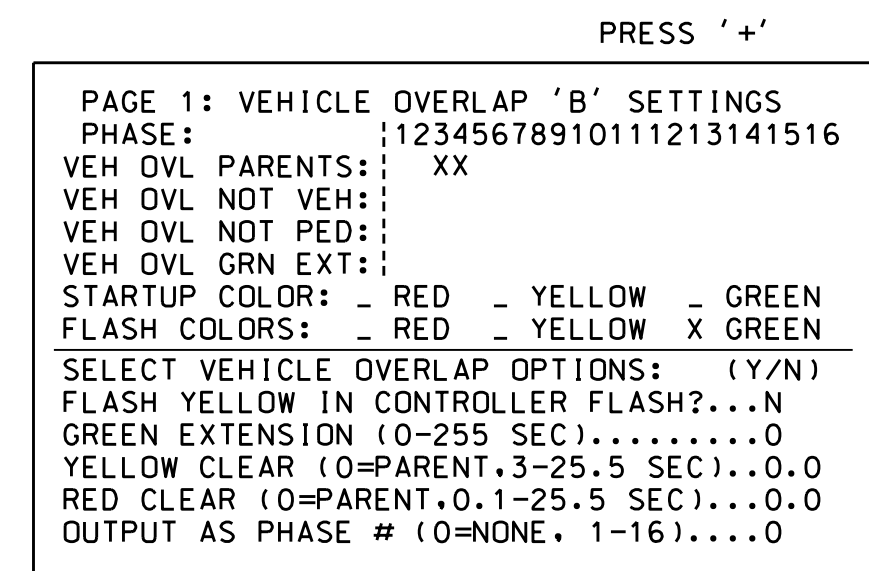 PRESS '+'
PAGE 1: VEHICLE OVERLAP 'B' SETTINGS
PHASE: ¦12345678910111213141516
VEH OVL PARENTS:¦ XX
VEH OVL NOT VEH:¦
VEH OVL NOT PED:¦
VEH OVL GRN EXT:¦
STARTUP COLOR: _ RED _ YELLOW _ GREEN
FLASH COLORS: _ RED _ YELLOW X GREEN
SELECT VEHICLE OVERLAP OPTIONS: (Y/N)
FLASH YELLOW IN CONTROLLER FLASH?...N
GREEN EXTENSION (0-255 SEC).........0
YELLOW CLEAR (0=PARENT,3-25.5 SEC)..0.0
RED CLEAR (0=PARENT,0.1-25.5 SEC)...0.0
OUTPUT AS PHASE # (0=NONE, 1-16)....0